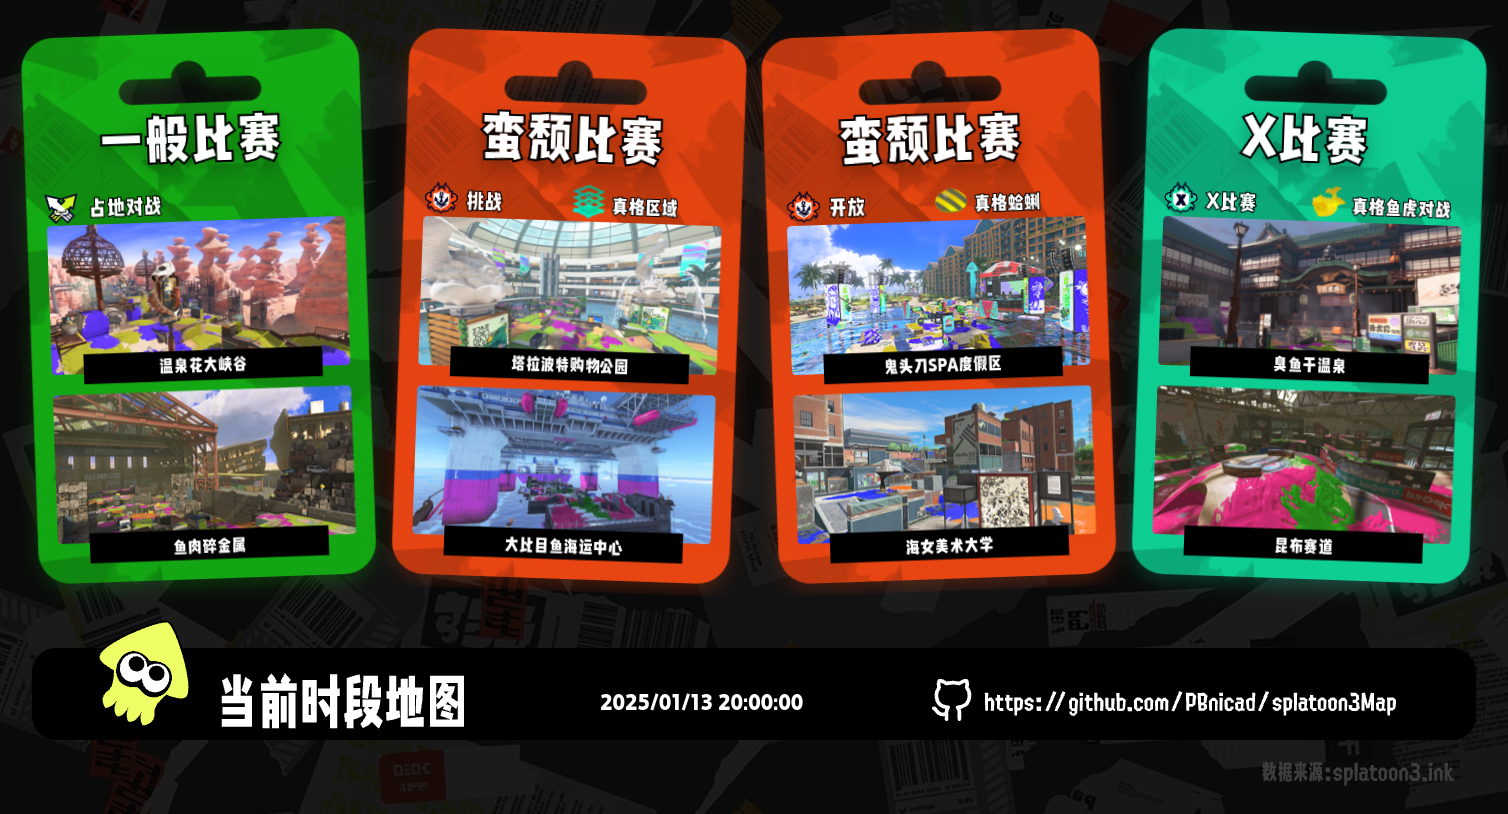 一般比赛
占地对战
温泉花大峡谷
鱼肉碎金属
蛮颓比赛
挑战
真格区域
塔拉波特购物公园
大比目鱼海运中心
蛮颓比赛
开放
真格蛤蜊
鬼头刀SPA度假区
海女美术大学
X比赛
X比赛
真格鱼虎对战
臭鱼干温泉
昆布赛道
当前时段地图
2025/01/13 20:00:00
https://github.com/PBnicad/splatoon3Map
数据来源:splatoon3.ink